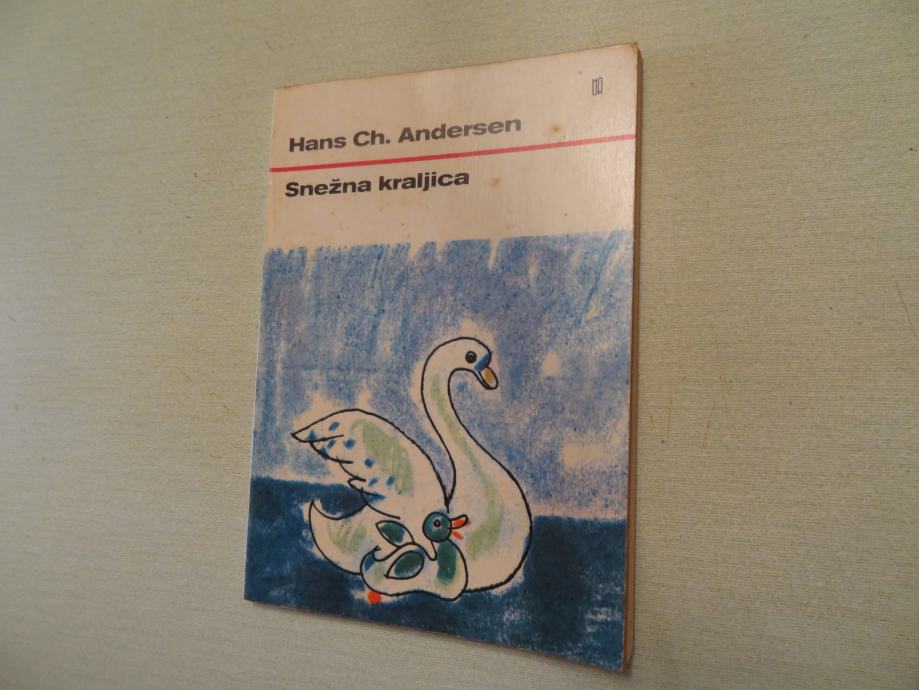 Hans Ch. Andersen
Snežna kraljica